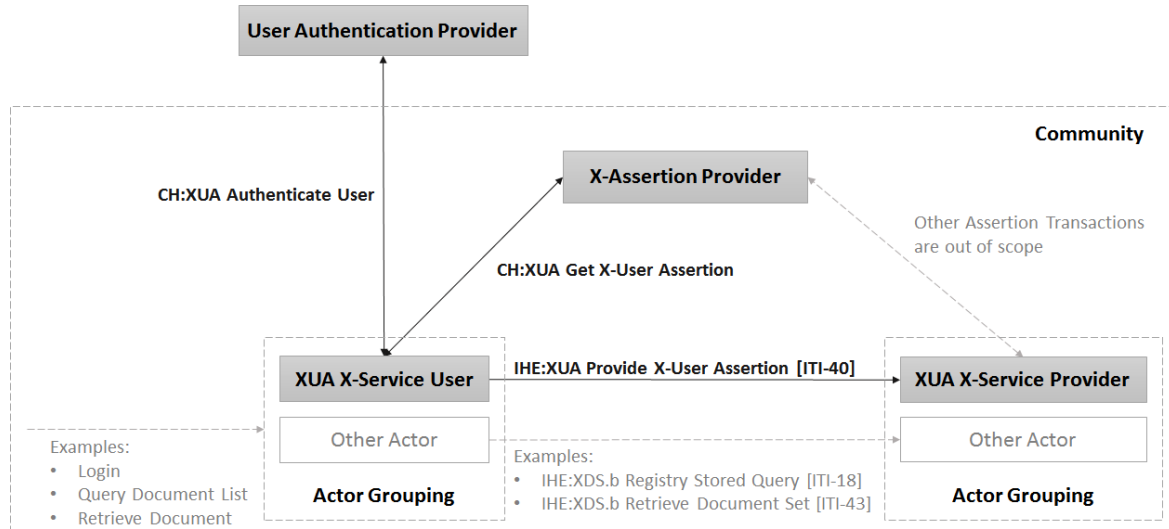 User Authentication Provider
Community
X-Assertion Provider
CH:XUA Authenticate User
Other Assertion Transactions
are out of scope
CH:XUA Get X-User Assertion
XUA X-Service User
IHE:XUA Provide X-User Assertion [ITI-40]
XUA X-Service Provider
Other Actor
Other Actor
Examples:
• Login
• Query Document List
• Retrieve Document
Actor Grouping
Examples:
• IHE:XDS.b Registry Stored Query [ITI-18]
• IHE:XDS.b Retrieve Document Set [ITI-43]
Actor Grouping